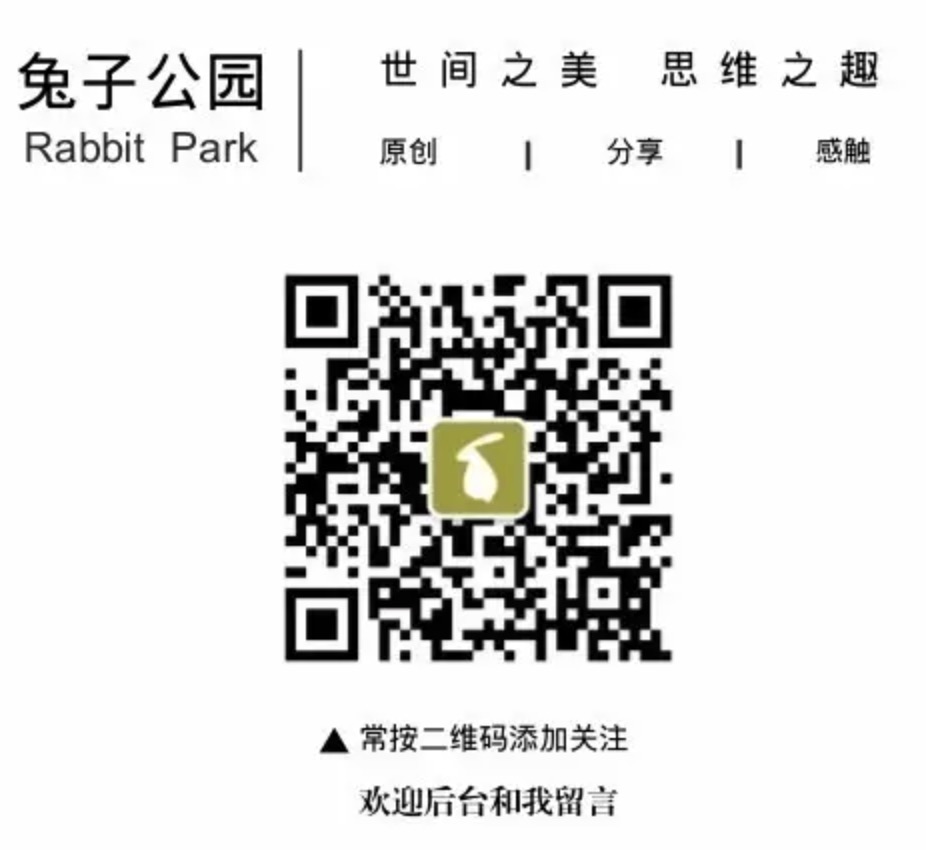 兔子公园
Rabbit Park
世间之美 思维之趣
原创 | 分享 | 感触
▲ 常按二维码添加关注
欢迎后台和我留言